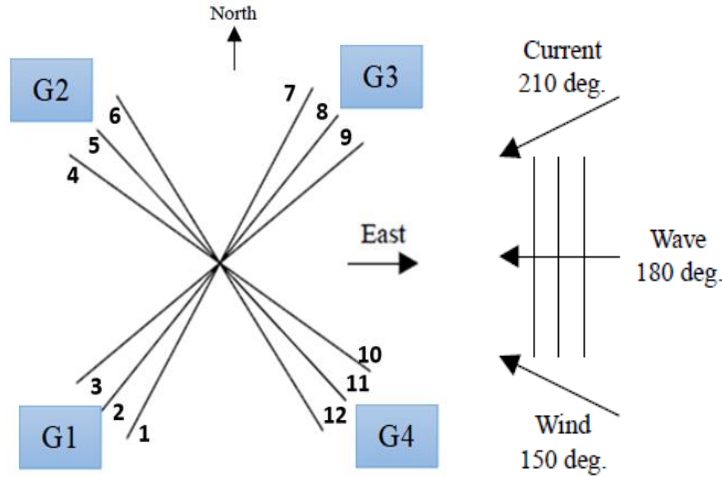 North
G2
G3
7
8
9
6
5
4
Current
210 deg.
East
Wave
180 deg.
3
2
1
G1
10
11
12
G4
Wind
150 deg.